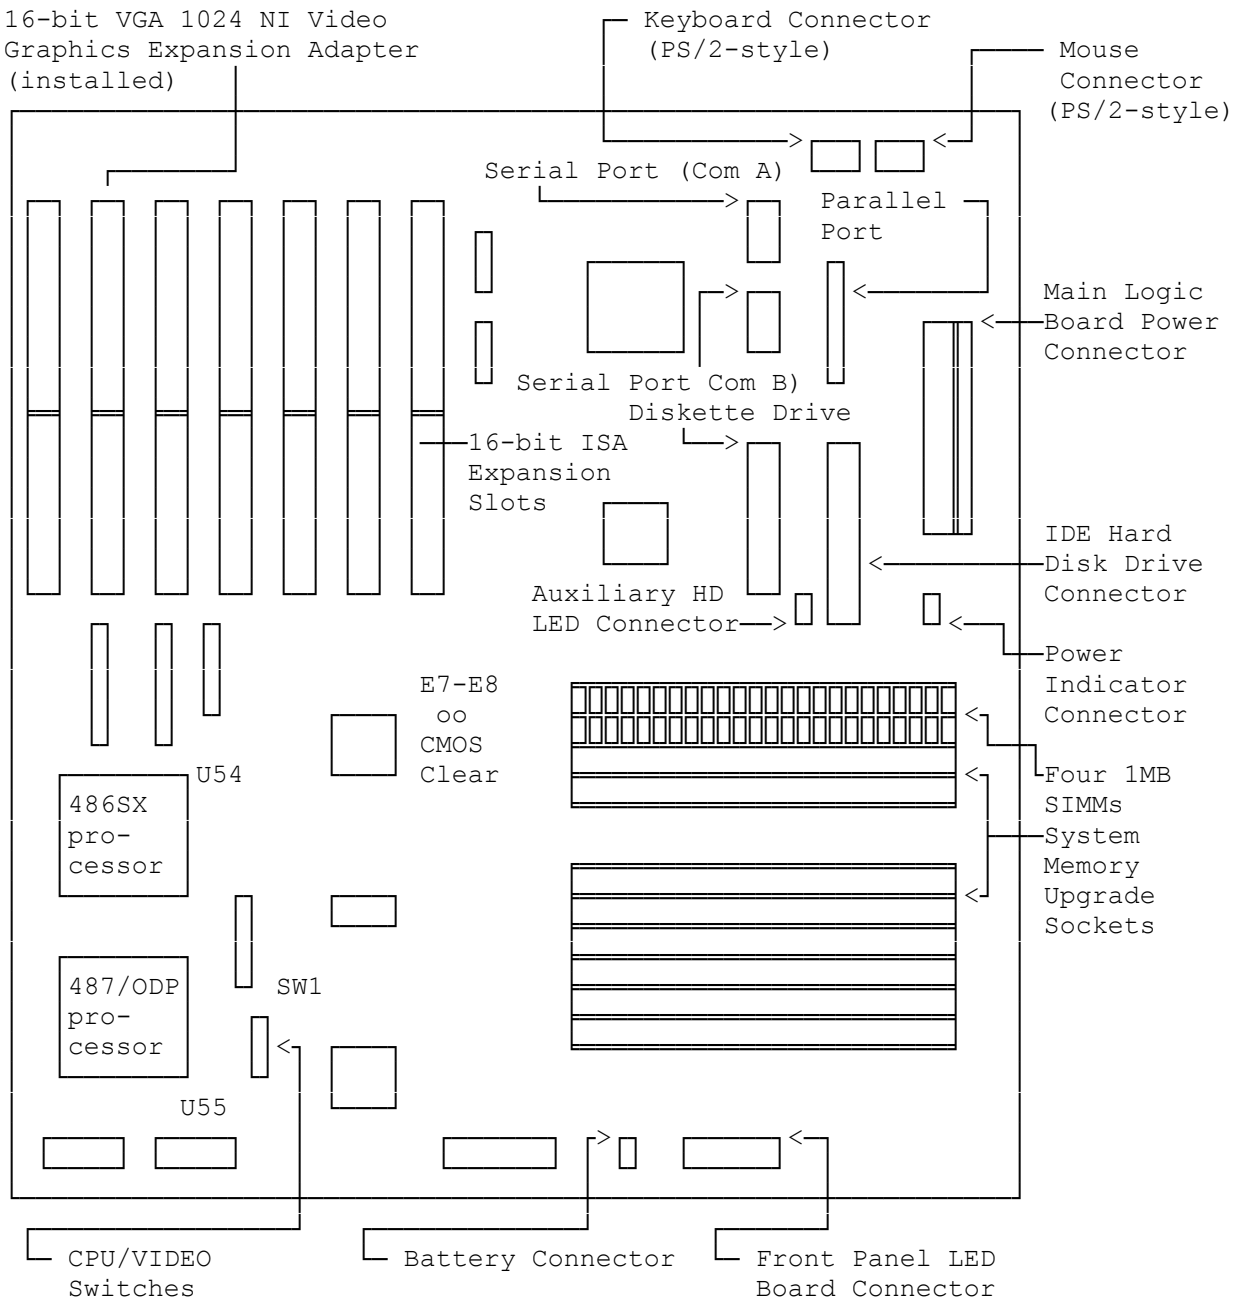 16-bit VGA 1024 NI Video
Graphics Expansion Adapter
(installed)
Keyboard Connector
(PS/2-style)
Mouse
Connector
(PS/2-style)
Serial Port (Com A)
Parallel
Port
Main Logic
Board Power
Connector
Serial Port Com B)
Diskette Drive
16-bit ISA
Expansion
Slots
IDE Hard
Disk Drive
Connector
Auxiliary HD
LED Connector
Power
Indicator
Connector
E7-E8
oo
CMOS
Clear
U54
Four 1MB
SIMMs
486SX
pro-
cessor
System
Memory
Upgrade
Sockets
487/ODP
pro-
cessor
SW1
U55
CPU/VIDEO
Switches
Battery Connector
Front Panel LED
Board Connector